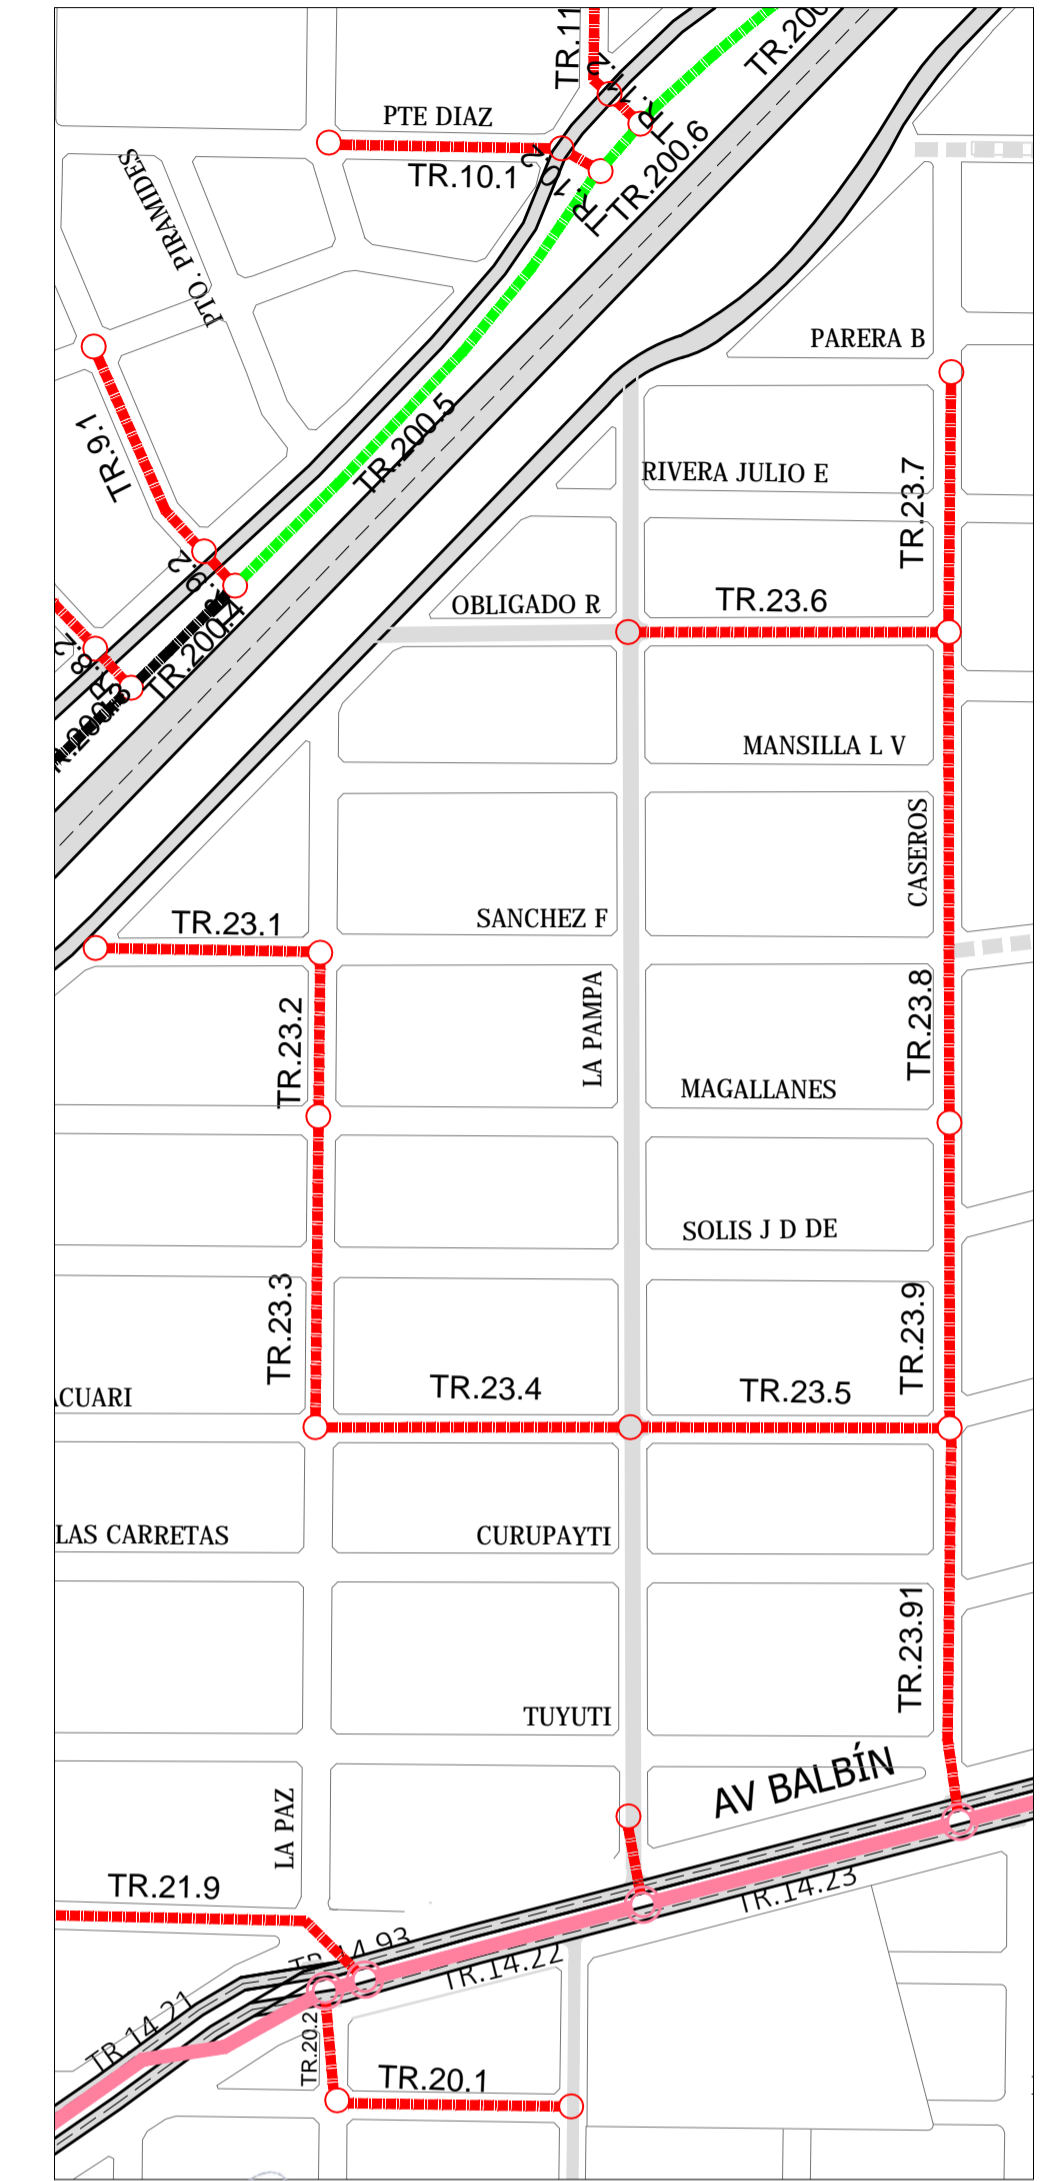 TR.200
TR.11
PTE DIAZ
TR.200.6
TR.10.1
PTO. PIRAMIDES
PARERA B
TR.200.5
TR.9.1
RIVERA JULIO E
TR.23.7
OBLIGADO R
TR.23.6
TR.200.4
MANSILLA L V
CASEROS
TR.23.1
SANCHEZ F
LA PAMPA
TR.23.2
TR.23.8
MAGALLANES
SOLIS J D DE
TR.23.3
TR.23.9
ACUARI
TR.23.4
TR.23.5
LAS CARRETAS
CURUPAYTI
TR.23.91
TUYUTI
AV BALBÍN
LA PAZ
TR.21.9
TR.14.23
TR.14.93
TR.14.22
TR.14.21
TR.20.2
TR.20.1